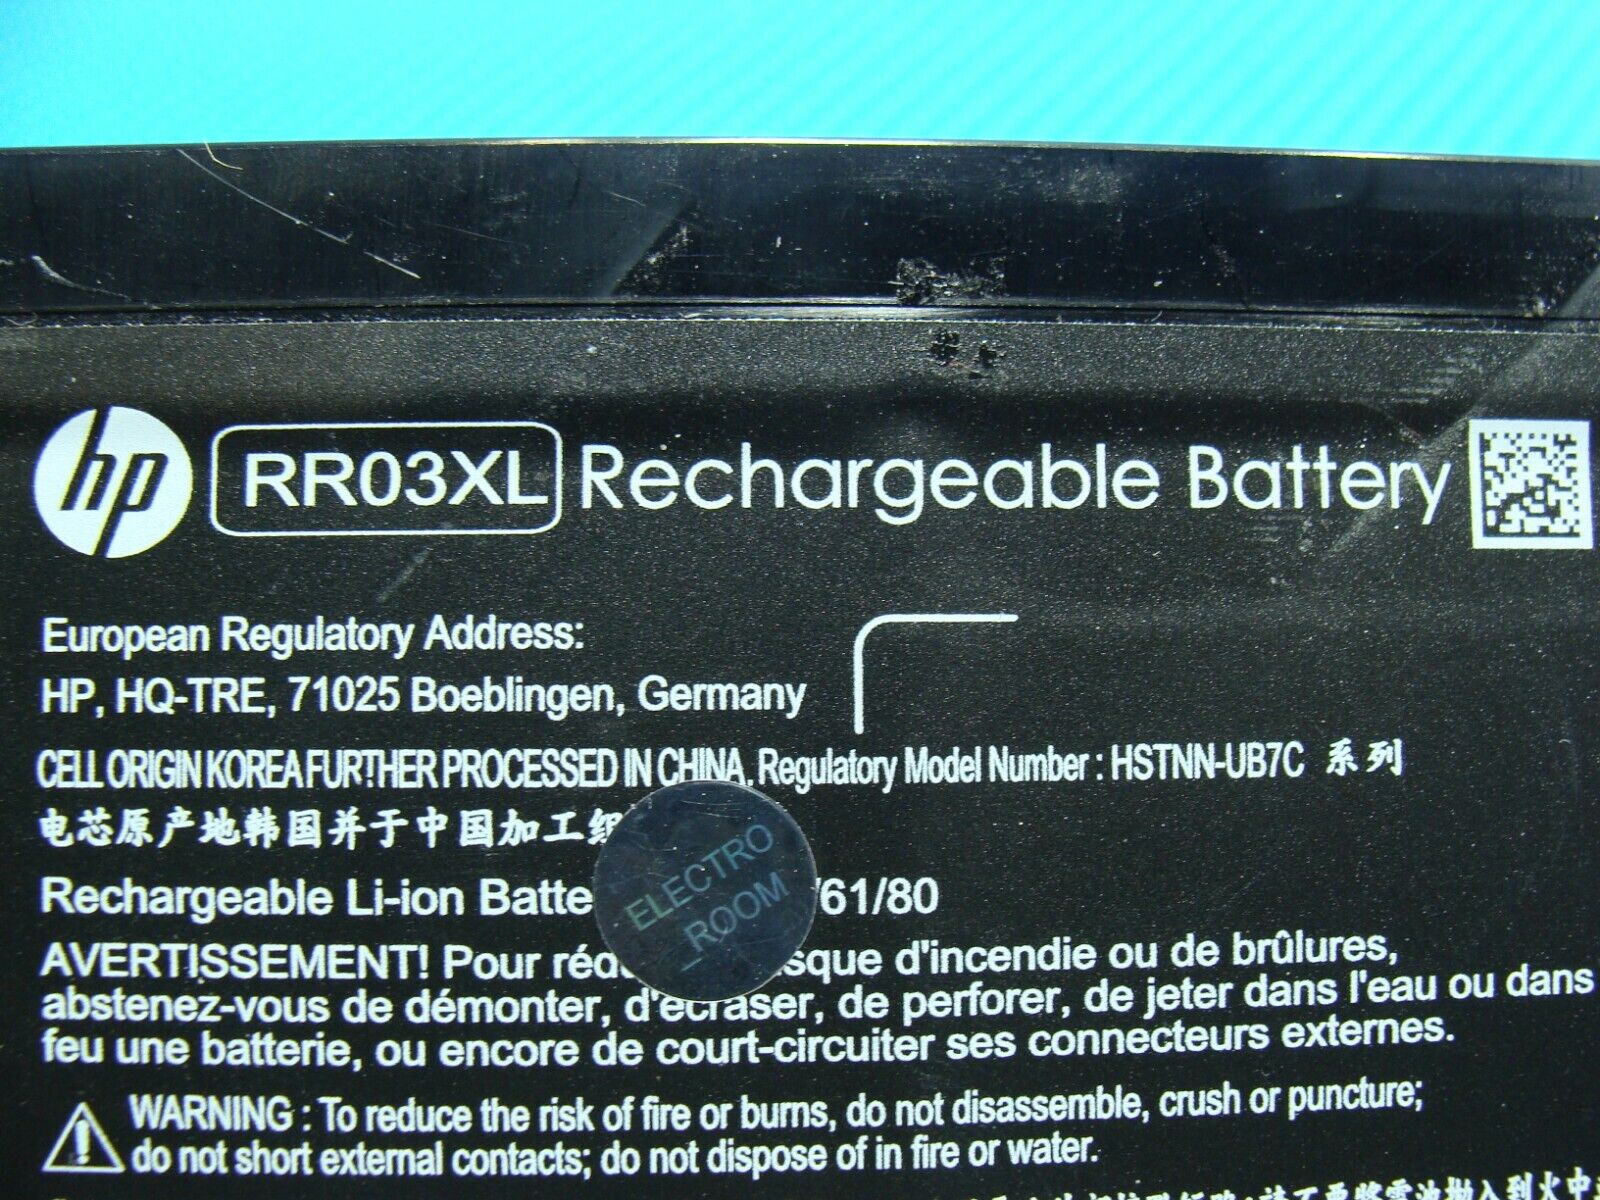 hp RR03XL Rechargeable Battery
European Regulatory Address:
HP, HQ-TRE, 71025 Boeblingen, Germany
CELL ORIGIN KOREA FURTHER PROCESSED IN CHINA. Regulatory Model Number : HSTNN-UB7C 系列
电芯原产地韩国并于中国加工组
ELECTRO
_ROOM
Rechargeable Li-ion Batte /61/80
AVERTISSEMENT! Pour d'incendie ou de brûlures,
abstenez-vous de démonter, d'écraser, de perforer, de jeter dans l'eau ou dans
feu une batterie, ou encore de court-circuiter ses connecteurs externes.
WARNING : To reduce the risk of fire or burns, do not disassemble, crush or puncture;
do not short external contacts; do not dispose of in fire or water.